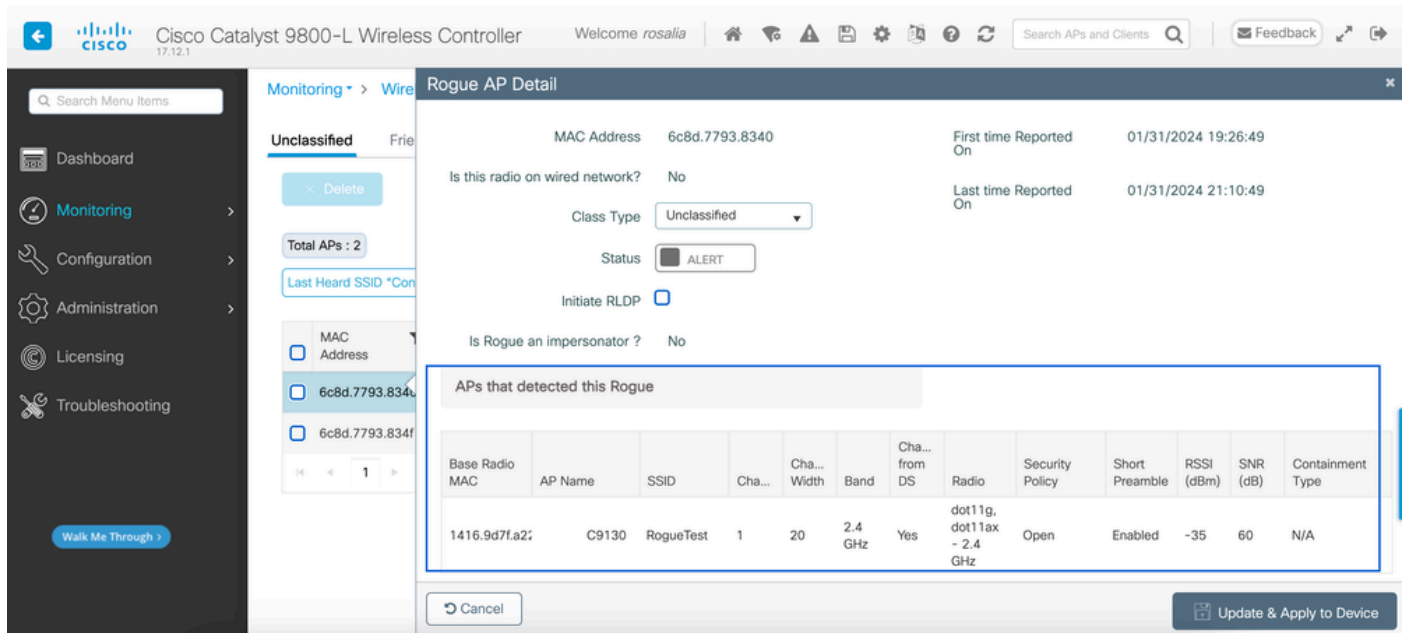 CISCO
Cisco Catalyst 9800-L Wireless Controller
17.12.1
Welcome rosalia
Search APs and Clients
Feedback
Search Menu Items
Dashboard
Monitoring
Configuration
Administration
Licensing
Troubleshooting
Walk Me Through >
Monitoring > Wire
Unclassified Frie
× Delete
Total APs : 2
Last Heard SSID "Con
MAC
Address
6c8d.7793.8340
6c8d.7793.834f
1
Rogue AP Detail
MAC Address 6c8d.7793.8340
Is this radio on wired network? No
Class Type Unclassified
Status ALERT
Initiate RLDP
Is Rogue an impersonator ? No
First time Reported
On
01/31/2024 19:26:49
Last time Reported
On
01/31/2024 21:10:49
APs that detected this Rogue
Base Radio
MAC
AP Name
SSID
Cha...
Cha...
Width
Band
Cha...
from
DS
Radio
Security
Policy
Short
Preamble
RSSI
(dBm)
SNR
(dB)
Containment
Type
1416.9d7f.a22
C9130
RogueTest
1
20
2.4
GHz
Yes
dot11g,
dot11ax
- 2.4
GHz
Open
Enabled
-35
60
N/A
Cancel
Update & Apply to Device